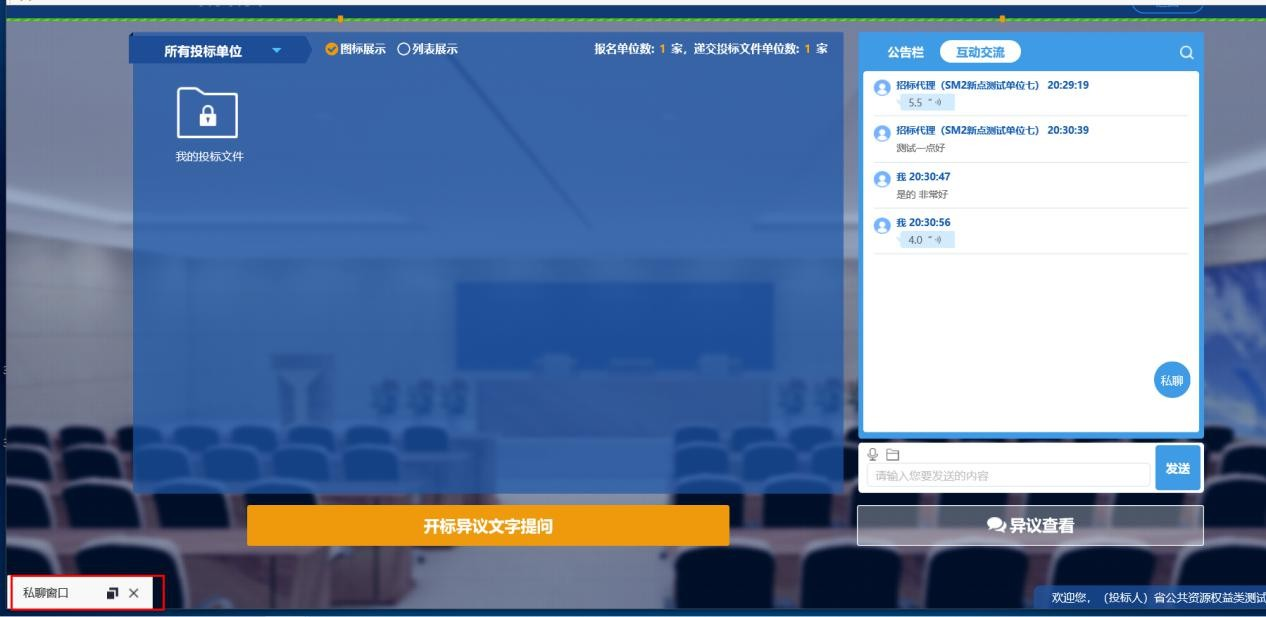 所有投标单位
图标展示 列表展示
报名单位数: 1 家, 递交投标文件单位数: 1 家
我的投标文件
公告栏 互动交流
招标代理（SM2新点测试单位七） 20:29:19
5.5 "
招标代理（SM2新点测试单位七） 20:30:39
测试一点好
我 20:30:47
是的 非常好
我 20:30:56
4.0 "
私聊
请输入您要发送的内容
发送
开标异议文字提问
异议查看
私聊窗口
欢迎您, （投标人）省公共资源权益类测试